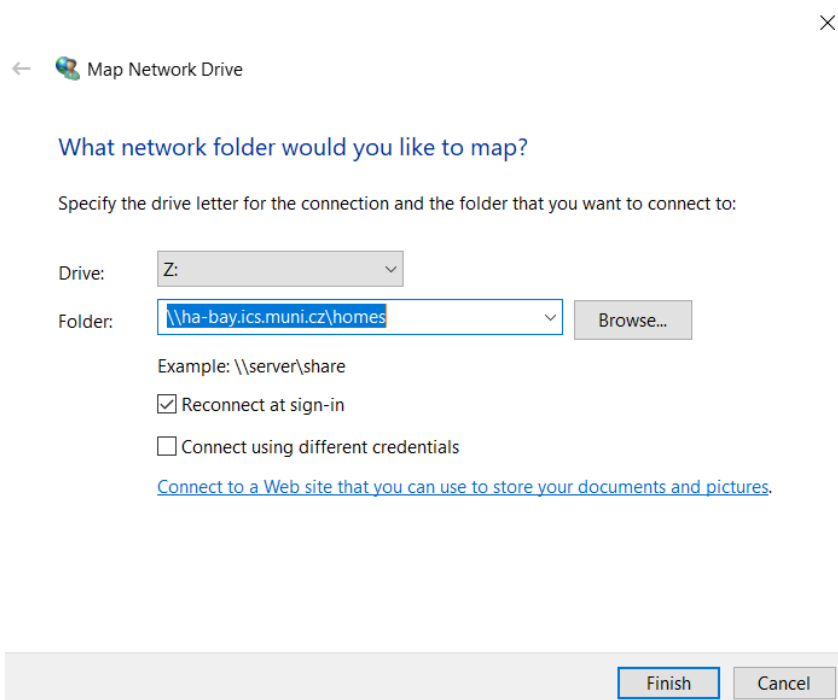 Map Network Drive
What network folder would you like to map?
Specify the drive letter for the connection and the folder that you want to connect to:
Drive: Z:
Folder: \\ha-bay.ics.muni.cz\homes Browse...
Example: \\server\share
Reconnect at sign-in
Connect using different credentials
Connect to a Web site that you can use to store your documents and pictures.
Finish Cancel